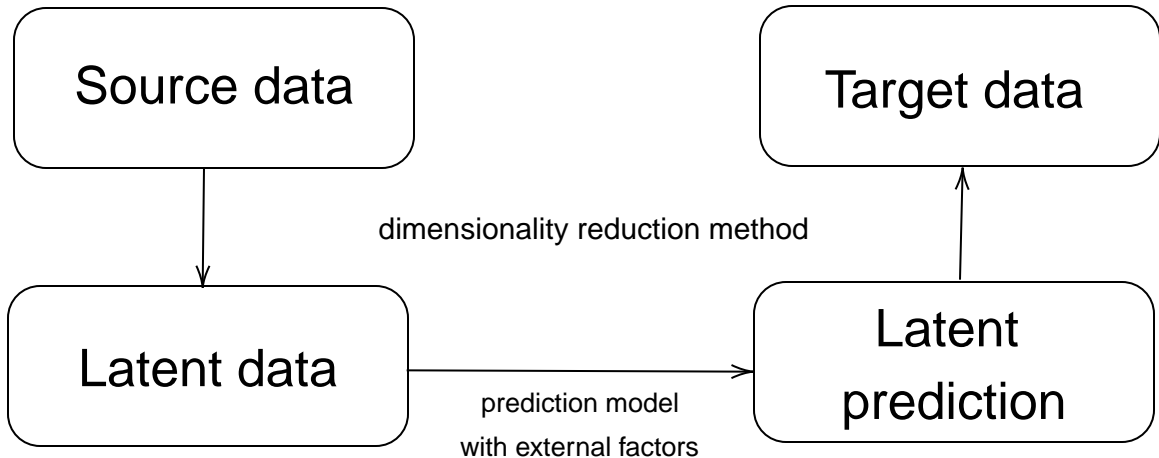 Source data
Target data
dimensionality reduction method
Latent data
Latent
prediction
prediction model
with external factors